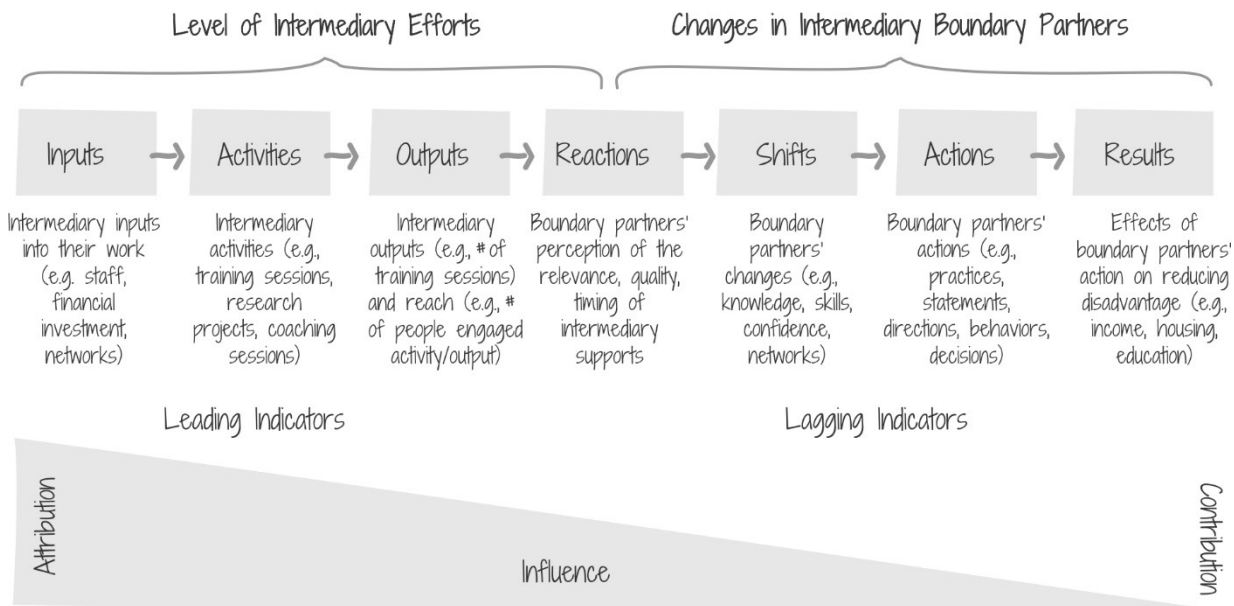 Level of Intermediary Efforts
Changes in Intermediary Boundary Partners
Inputs
Activities
Outputs
Reactions
Shifts
Actions
Results
Intermediary inputs
into their work
(e.g. staff,
financial
investment,
networks)
Intermediary
activities (e.g.,
training sessions,
research
projects, coaching
sessions)
Intermediary
outputs (e.g., # of
training sessions)
and reach (e.g., #
of people engaged
activity/output)
Boundary partners'
perception of the
relevance, quality,
timing of
intermediary
supports
Boundary
partners'
changes (e.g.,
knowledge, skills,
confidence,
networks)
Boundary partners'
actions (e.g.,
practices,
statements,
directions, behaviors,
decisions)
Effects of
boundary partners'
action on reducing
disadvantage (e.g.,
income, housing,
education)
Leading Indicators
Lagging Indicators
Attribution
Influence
Contribution